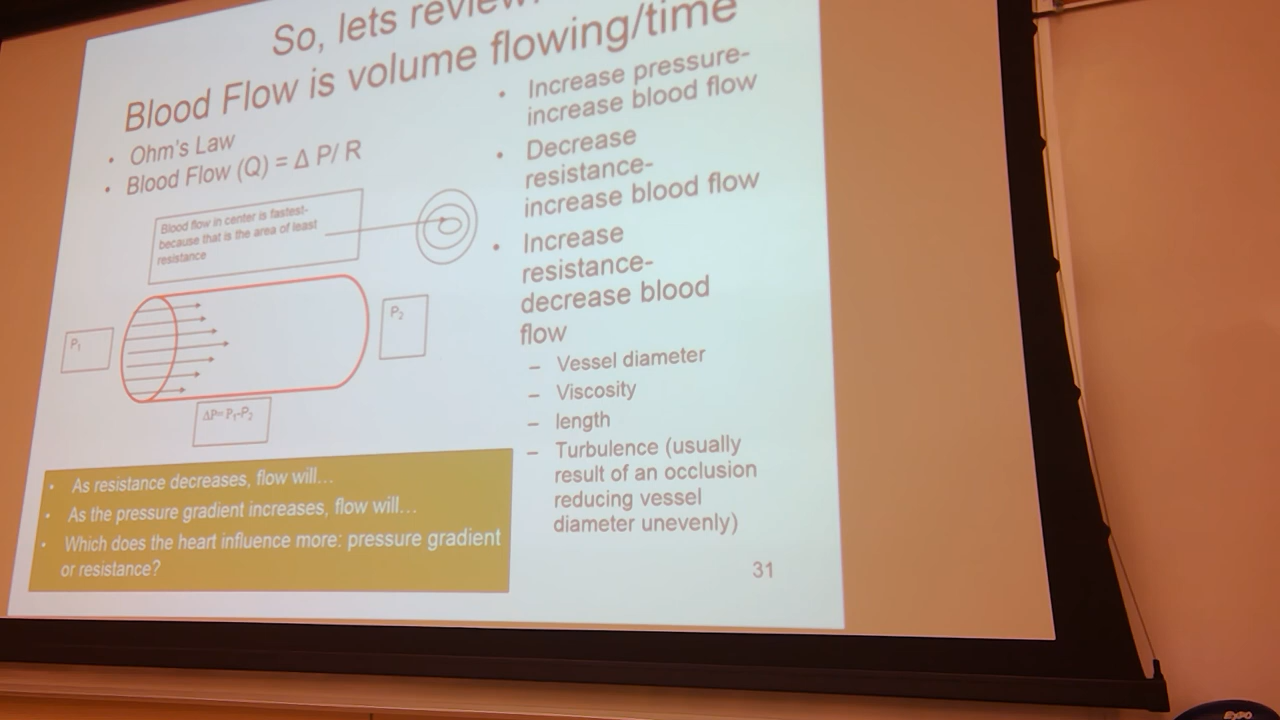 So, lets review
Blood Flow is volume flowing/time
• Ohm's Law
• Blood Flow (Q) = Δ P/ R
Blood flow in center is fastest-
because that is the area of least
resistance
P1
P2
ΔP= P1-P2
• As resistance decreases, flow will…
• As the pressure gradient increases, flow will…
• Which does the heart influence more: pressure gradient
or resistance?
• Increase pressure-
increase blood flow
• Decrease
resistance-
increase blood flow
• Increase
resistance-
decrease blood
flow
– Vessel diameter
– Viscosity
– length
– Turbulence (usually
result of an occlusion
reducing vessel
diameter unevenly)
31